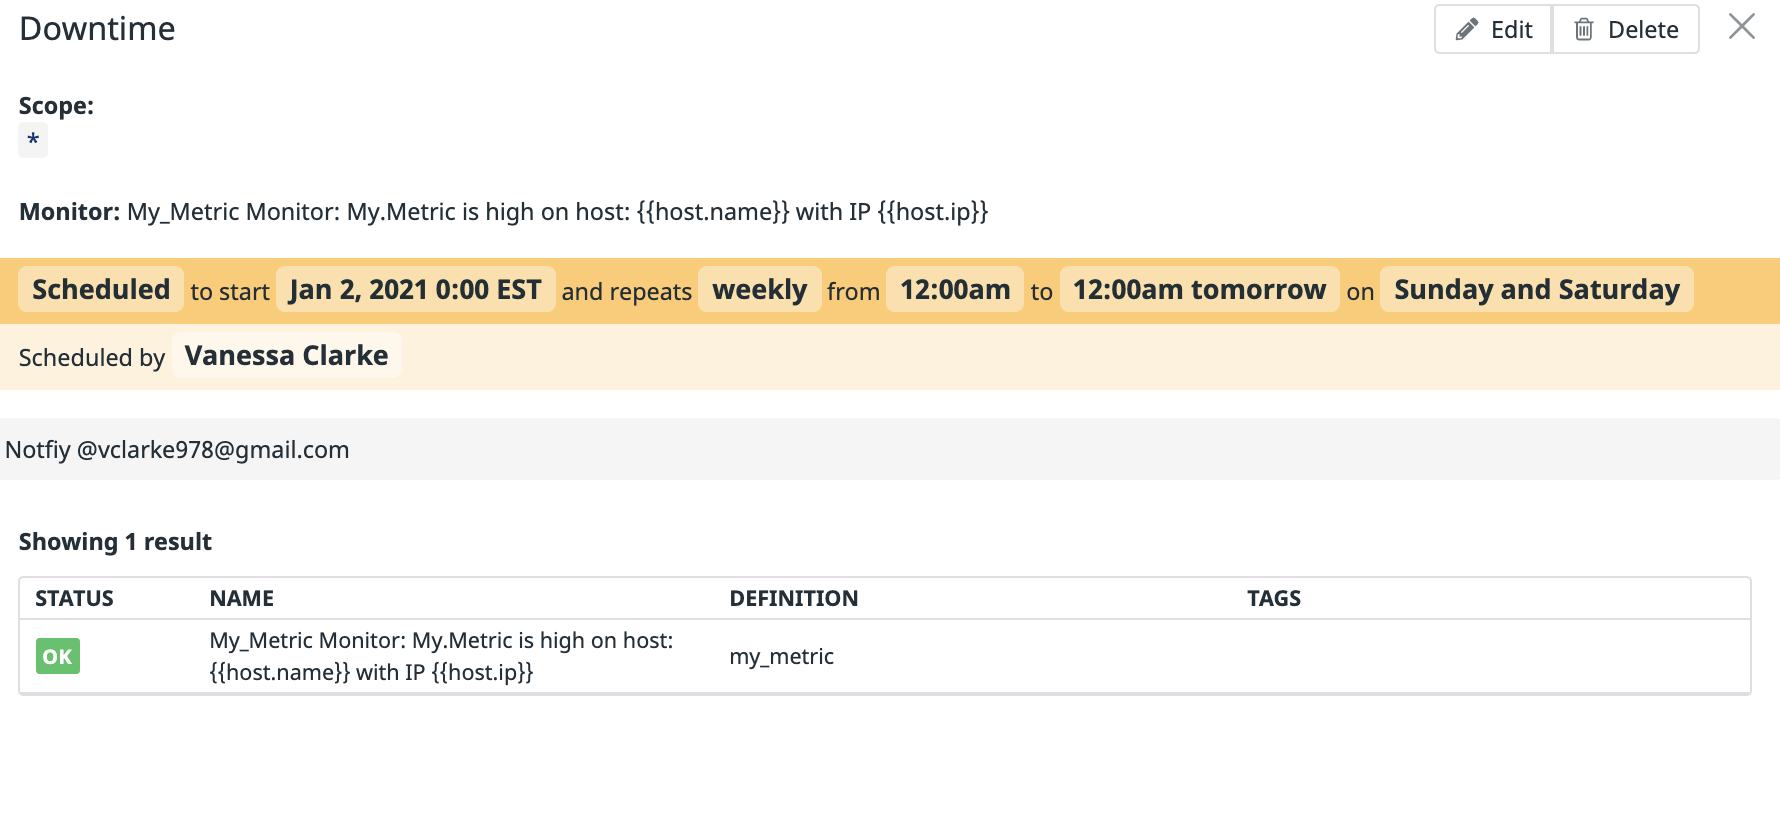 Downtime
Edit
Delete
Scope:
*
Monitor: My_Metric Monitor: My.Metric is high on host: {{host.name}} with IP {{host.ip}}
Scheduled to start Jan 2, 2021 0:00 EST and repeats weekly from 12:00am to 12:00am tomorrow on Sunday and Saturday
Scheduled by Vanessa Clarke
Notfiy @vclarke978@gmail.com
Showing 1 result
STATUS NAME DEFINITION TAGS
OK
My_Metric Monitor: My.Metric is high on host:
{{host.name}} with IP {{host.ip}}
my_metric